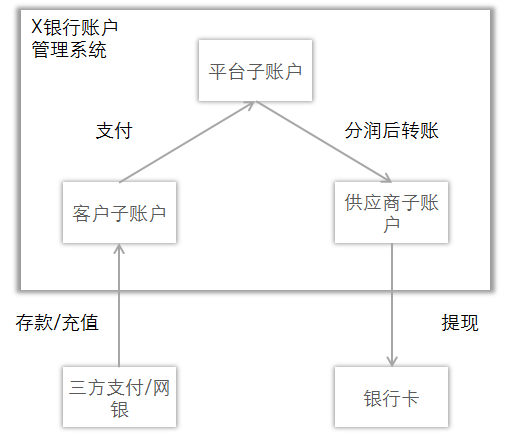 X银行账户
管理系统
平台子账户
支付
分润后转账
客户子账户
供应商子账
户
存款/充值
提现
三方支付/网
银
银行卡